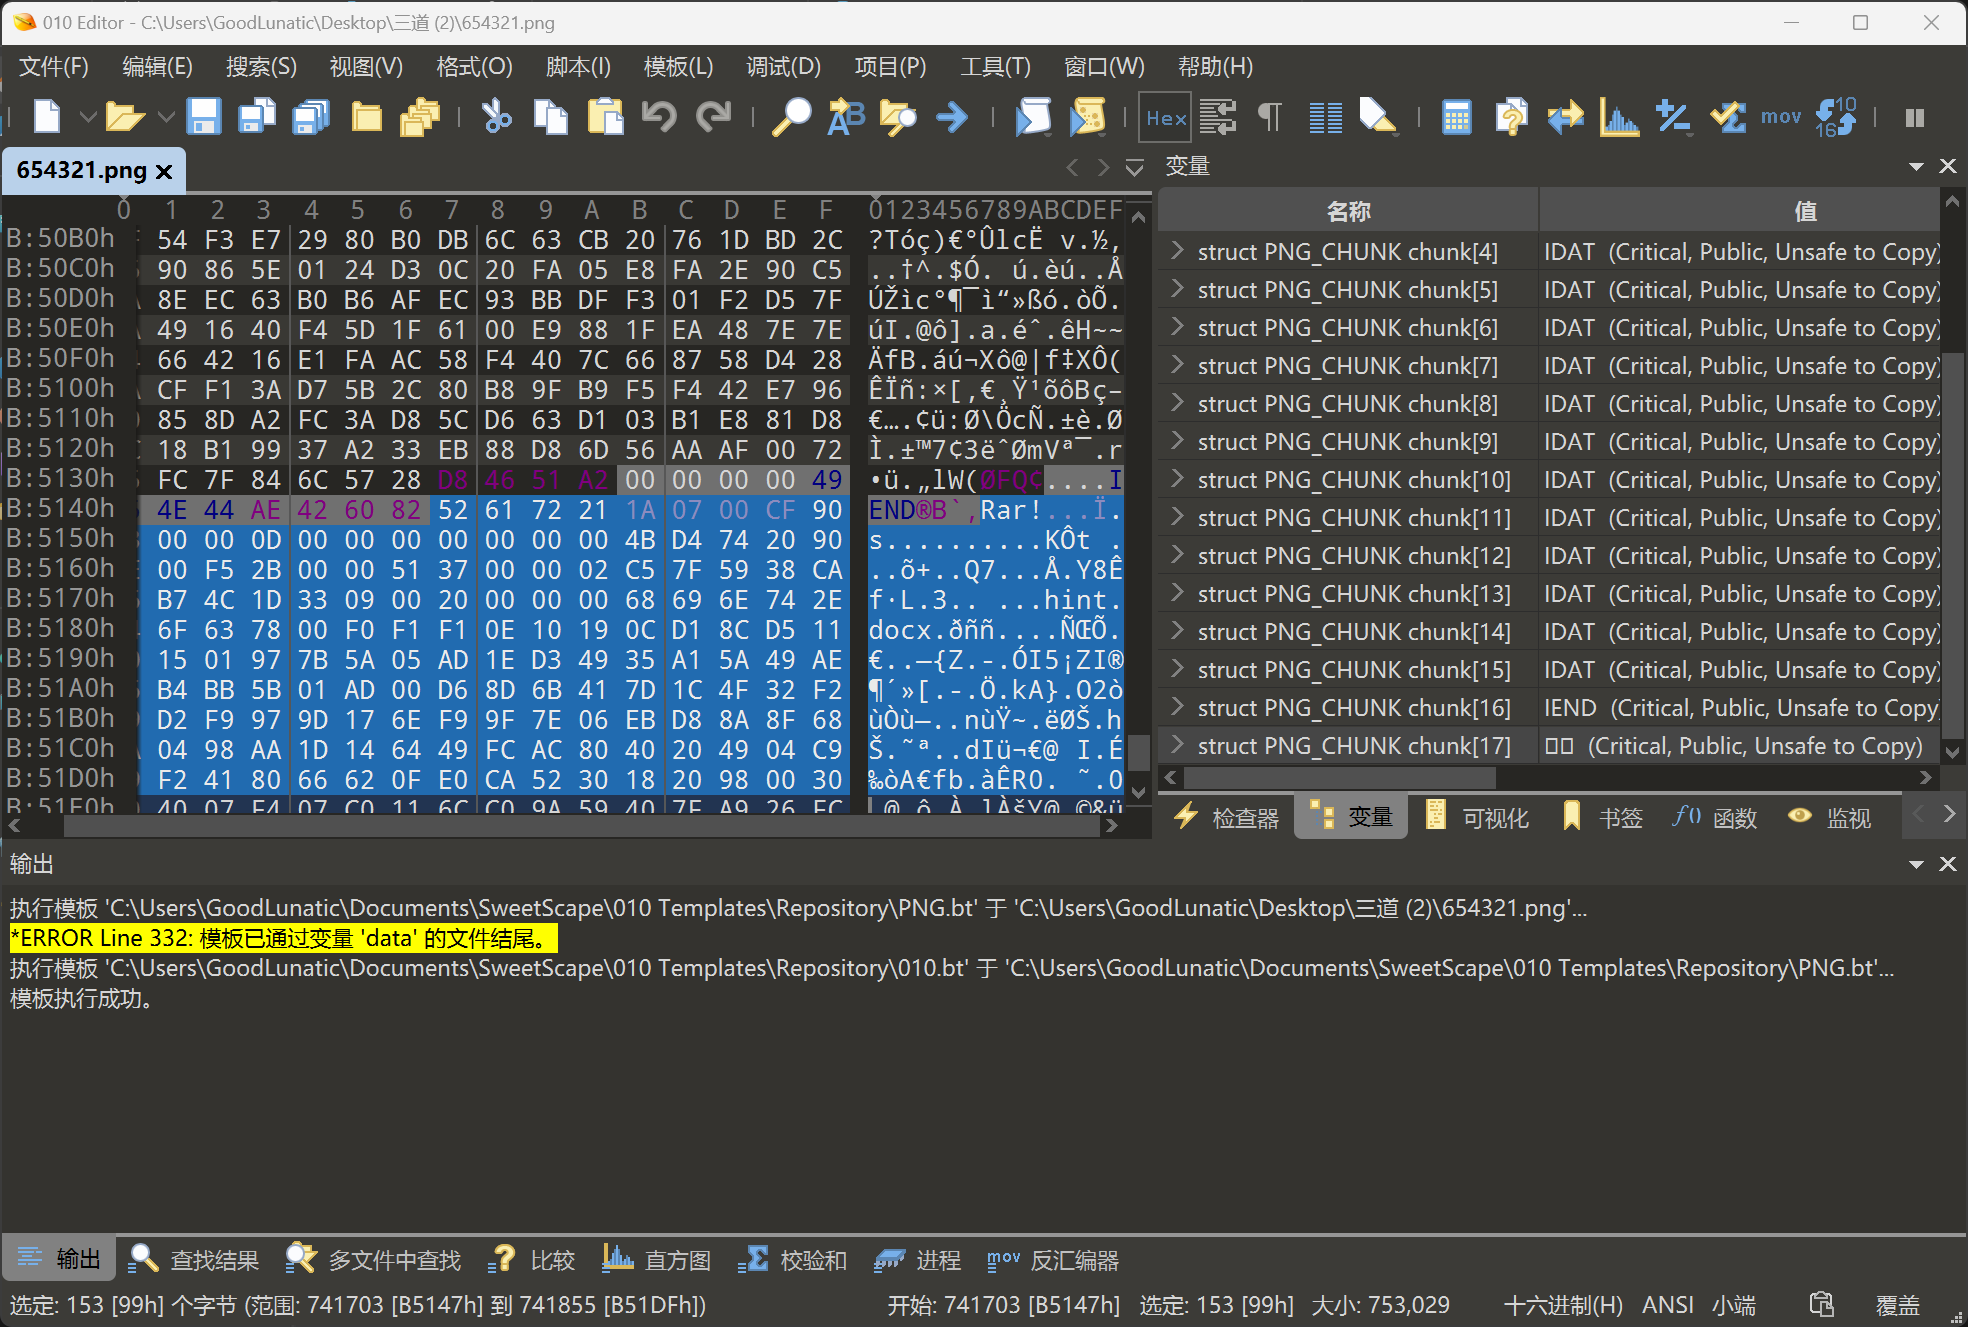 010 Editor - C:\Users\GoodLunatic\Desktop\三道 (2)\654321.png
文件(F) 编辑(E) 搜索(S) 视图(V) 格式(O) 脚本(I) 模板(L) 调试(D) 项目(P) 工具(T) 窗口(W) 帮助(H)
Hex mov
654321.png
0 1 2 3 4 5 6 7 8 9 A B C D E F 0123456789ABCDEF
B:50B0h 54 F3 E7 29 80 B0 DB 6C 63 CB 20 76 1D BD 2C ?Tóç)€°ÛlcË v.½,
B:50C0h 90 86 5E 01 24 D3 0C 20 FA 05 E8 FA 2E 90 C5 ..†^.$Ó. ú.èú..Å
B:50D0h 8E EC 63 B0 B6 AF EC 93 BB DF F3 01 F2 D5 7F ÚŽìc°¶¯ì“»ßó.òÕ.
B:50E0h 49 16 40 F4 5D 1F 61 00 E9 88 1F EA 48 7E 7E úI.@ô].a.éˆ.êH~~
B:50F0h 66 42 16 E1 FA AC 58 F4 40 7C 66 87 58 D4 28 ÄfB.áú¬Xô@|f‡XÔ(
B:5100h CF F1 3A D7 5B 2C 80 B8 9F B9 F5 F4 42 E7 96 ÊÏñ:×[,€¸Ÿ¹õôBç–
B:5110h 85 8D A2 FC 3A D8 5C D6 63 D1 03 B1 E8 81 D8 €….¢ü:Ø\ÖcÑ.±è.Ø
B:5120h 18 B1 99 37 A2 33 EB 88 D8 6D 56 AA AF 00 72 Ì.±™7¢3ëˆØmVª¯.r
B:5130h FC 7F 84 6C 57 28 D8 46 51 A2 00 00 00 00 49 •ü.„lW(ØFQ¢....I
B:5140h 4E 44 AE 42 60 82 52 61 72 21 1A 07 00 CF 90 END®B`‚Rar!...Ï.
B:5150h 00 00 0D 00 00 00 00 00 00 00 4B D4 74 20 90 s..........KÔt .
B:5160h 00 F5 2B 00 00 51 37 00 00 02 C5 7F 59 38 CA ..õ+..Q7...Å.Y8Ê
B:5170h B7 4C 1D 33 09 00 20 00 00 00 68 69 6E 74 2E f·L.3.. ...hint.
B:5180h 6F 63 78 00 F0 F1 F1 0E 10 19 0C D1 8C D5 11 docx.ðññ....ÑŒÕ.
B:5190h 15 01 97 7B 5A 05 AD 1E D3 49 35 A1 5A 49 AE €..—{Z.-.ÓI5¡ZI®
B:51A0h B4 BB 5B 01 AD 00 D6 8D 6B 41 7D 1C 4F 32 F2 ¶´»[.-.Ö.kA}.O2ò
B:51B0h D2 F9 97 9D 17 6E F9 9F 7E 06 EB D8 8A 8F 68 ùÒù—..nùŸ~.ëØŠ.h
B:51C0h 04 98 AA 1D 14 64 49 FC AC 80 40 20 49 04 C9 Š.˜ª..dIü¬€@ I.É
B:51D0h F2 41 80 66 62 0F E0 CA 52 30 18 20 98 00 30 ‰òA€fb.àÊR0. ˜.0
B:51E0h 40 07 F4 07 C0 11 6C C0 9A 59 40 7F A9 26 FC
变量
名称 值
struct PNG_CHUNK chunk[4] IDAT (Critical, Public, Unsafe to Copy)
struct PNG_CHUNK chunk[5] IDAT (Critical, Public, Unsafe to Copy)
struct PNG_CHUNK chunk[6] IDAT (Critical, Public, Unsafe to Copy)
struct PNG_CHUNK chunk[7] IDAT (Critical, Public, Unsafe to Copy)
struct PNG_CHUNK chunk[8] IDAT (Critical, Public, Unsafe to Copy)
struct PNG_CHUNK chunk[9] IDAT (Critical, Public, Unsafe to Copy)
struct PNG_CHUNK chunk[10] IDAT (Critical, Public, Unsafe to Copy)
struct PNG_CHUNK chunk[11] IDAT (Critical, Public, Unsafe to Copy)
struct PNG_CHUNK chunk[12] IDAT (Critical, Public, Unsafe to Copy)
struct PNG_CHUNK chunk[13] IDAT (Critical, Public, Unsafe to Copy)
struct PNG_CHUNK chunk[14] IDAT (Critical, Public, Unsafe to Copy)
struct PNG_CHUNK chunk[15] IDAT (Critical, Public, Unsafe to Copy)
struct PNG_CHUNK chunk[16] IEND (Critical, Public, Unsafe to Copy
struct PNG_CHUNK chunk[17] □□ (Critical, Public, Unsafe to Copy)
检查器 变量 可视化 书签 函数 监视
输出
执行模板 'C:\Users\GoodLunatic\Documents\SweetScape\010 Templates\Repository\PNG.bt' 于 'C:\Users\GoodLunatic\Desktop\三道 (2)\654321.png'...
*ERROR Line 332: 模板已通过变量 'data' 的文件结尾。
执行模板 'C:\Users\GoodLunatic\Documents\SweetScape\010 Templates\Repository\010.bt' 于 'C:\Users\GoodLunatic\Documents\SweetScape\010 Templates\Repository\PNG.bt'...
模板执行成功。
输出 查找结果 多文件中查找 比较 直方图 校验和 进程 mov 反汇编器
选定: 153 [99h] 个字节 (范围: 741703 [B5147h] 到 741855 [B51DFh]) 开始: 741703 [B5147h] 选定: 153 [99h] 大小: 753,029 十六进制(H) ANSI 小端 覆盖